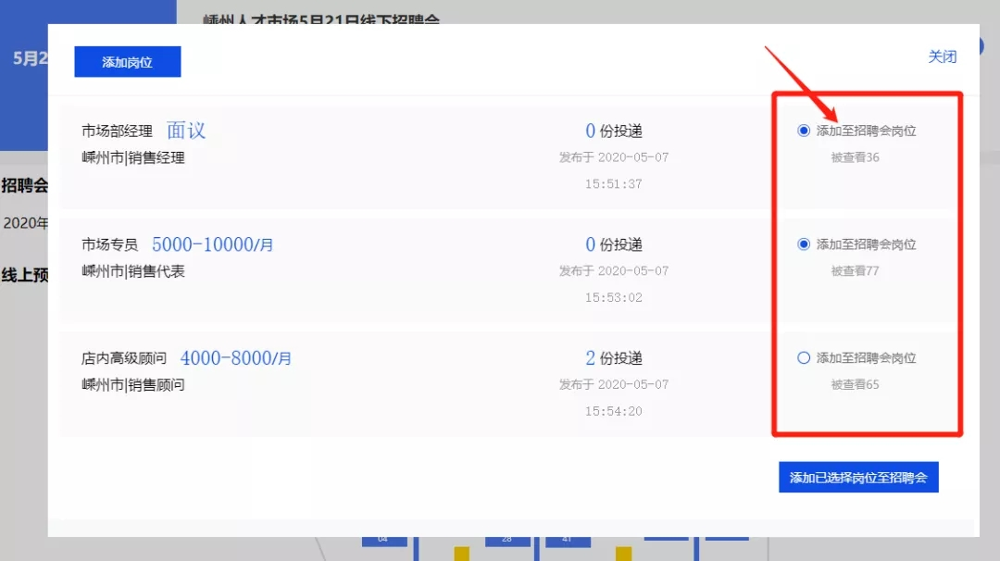 嵊州人才市场5月21日线下招聘会
5月2
添加岗位
关闭
市场部经理 面议
0 份投递
添加至招聘会岗位
嵊州市|销售经理
发布于 2020-05-07
被查看36
15:51:37
招聘会
2020年
市场专员 5000-10000/月
0 份投递
添加至招聘会岗位
嵊州市|销售代表
发布于 2020-05-07
被查看77
线上预
15:53:02
店内高级顾问 4000-8000/月
2 份投递
添加至招聘会岗位
嵊州市|销售顾问
发布于 2020-05-07
被查看65
15:54:20
添加已选择岗位至招聘会
04 28 41